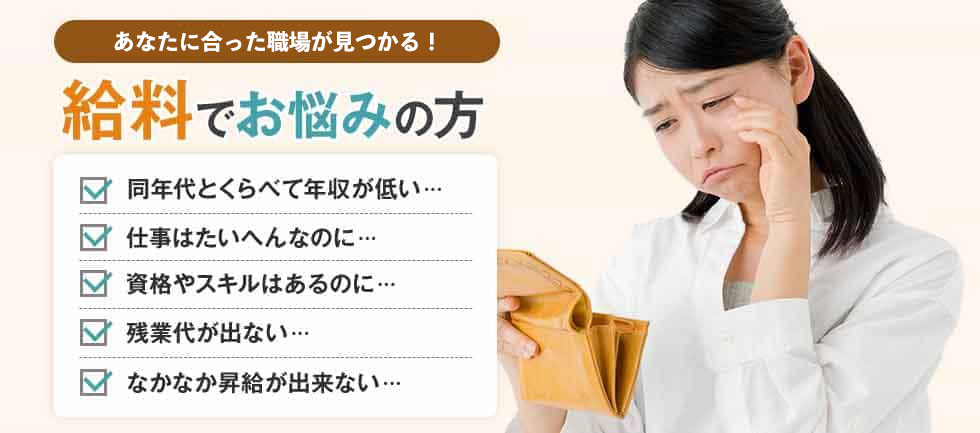 あなたに合った職場が見つかる！
給料でお悩みの方
同年代とくらべて年収が低い…
仕事はたいへんなのに…
資格やスキルはあるのに…
残業代が出ない…
なかなか昇給が出来ない…